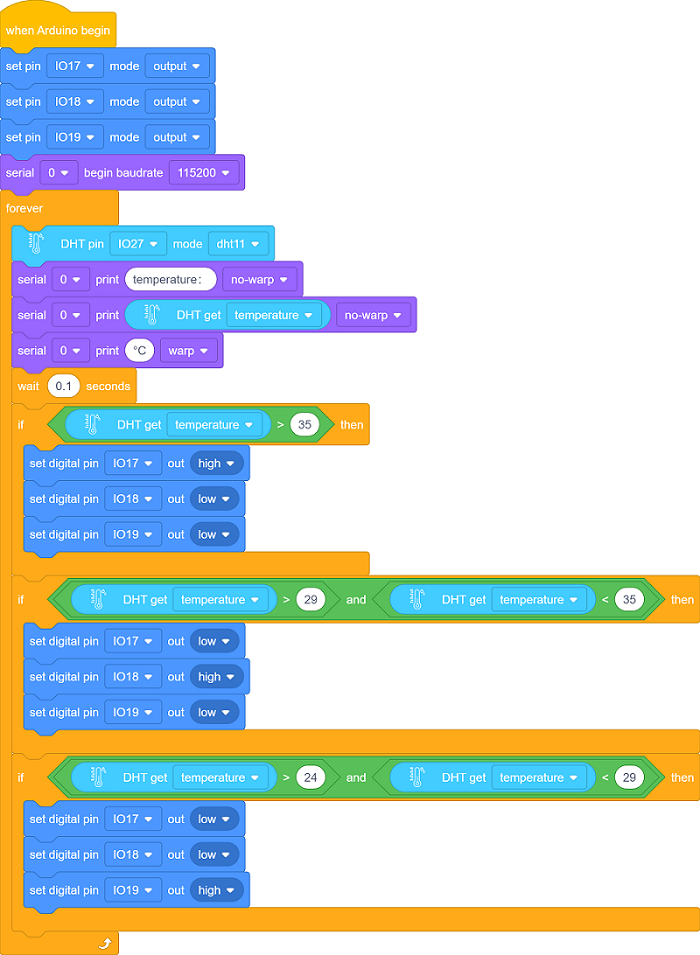 when Arduino begin
set pin IO17 mode output
set pin IO18 mode output
set pin IO19 mode output
serial 0 begin baudrate 115200
forever
DHT pin IO27 mode dht11
serial 0 print temperature: no-warp
serial 0 print DHT get temperature no-warp
serial 0 print °C warp
wait 0.1 seconds
if DHT get temperature > 35 then
set digital pin IO17 out high
set digital pin IO18 out low
set digital pin IO19 out low
if DHT get temperature > 29 and DHT get temperature < 35 then
set digital pin IO17 out low
set digital pin IO18 out high
set digital pin IO19 out low
if DHT get temperature > 24 and DHT get temperature < 29 then
set digital pin IO17 out low
set digital pin IO18 out low
set digital pin IO19 out high